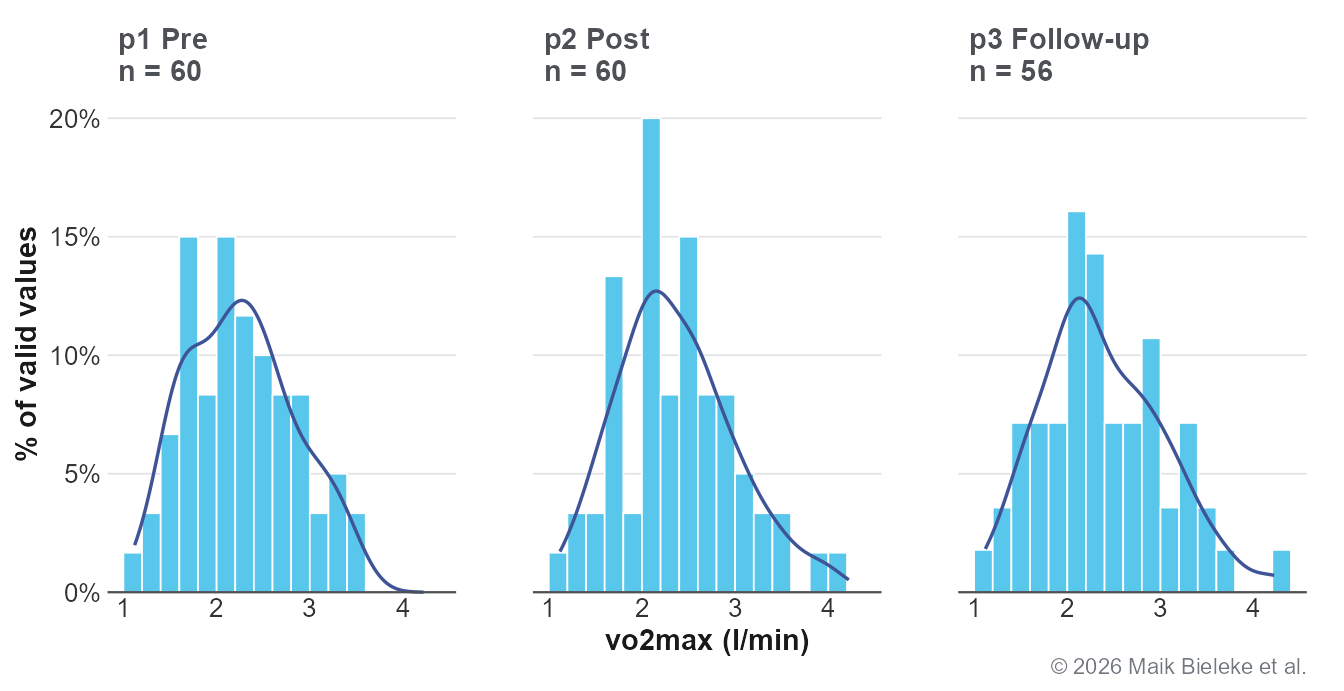 p1 Pre
n = 60
p2 Post
n = 60
p3 Follow-up
n = 56
% of valid values
20%
15%
10%
5%
0%
1 2 3 4
1 2 3 4
1 2 3 4
vo2max (l/min)
© 2026 Maik Bieleke et al.